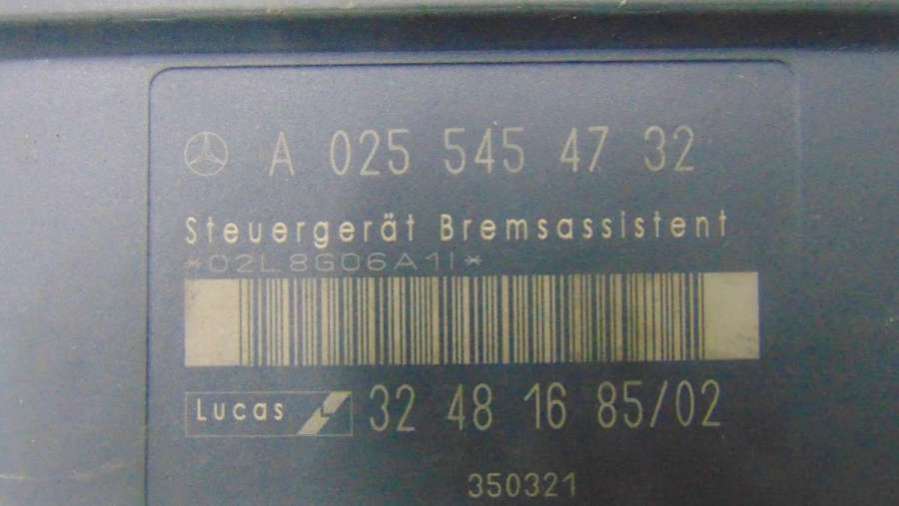 A 025 545 47 32
Steuergerät Bremsassistent
*02L8G06A1I*
Lucas 32 48 16 85/02
350321